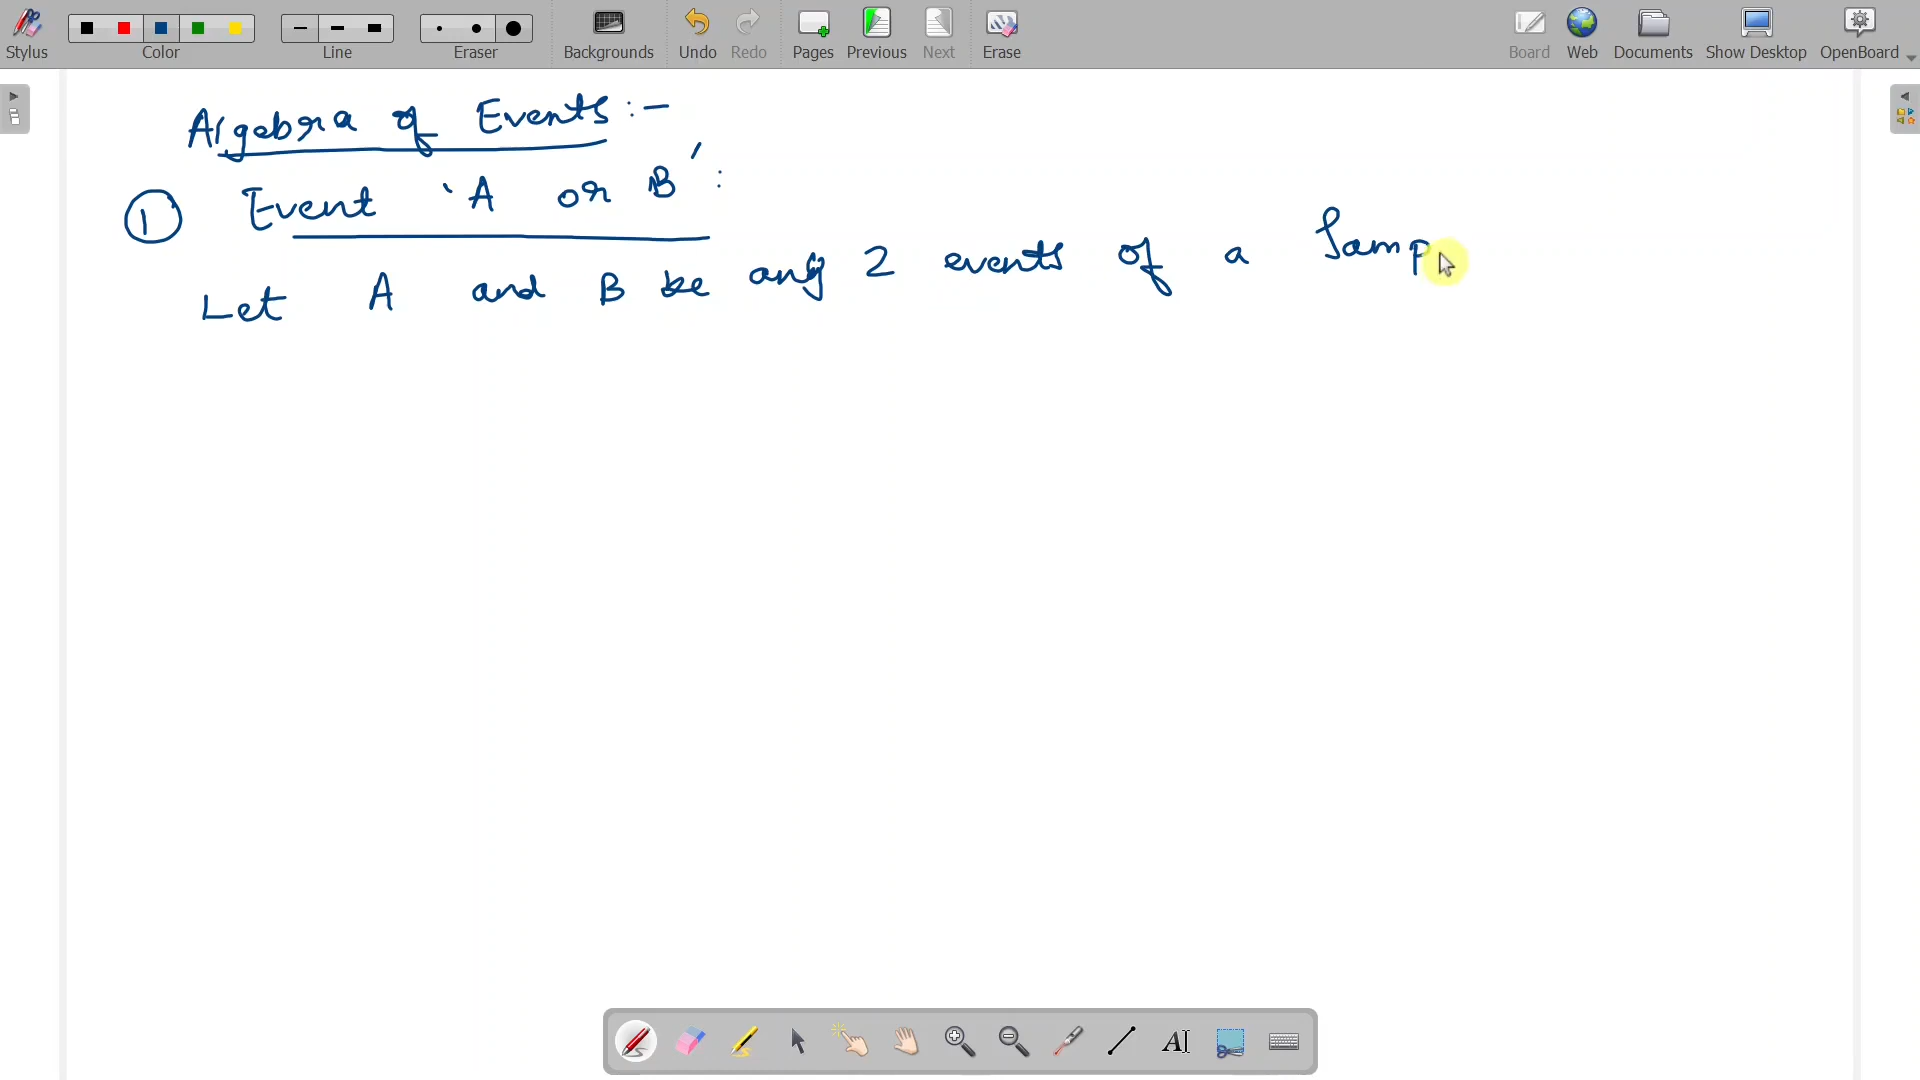 Stylus Color Line Eraser Backgrounds Undo Redo Pages Previous Next Erase Board Web Documents Show Desktop OpenBoard
Algebra of Events :-
① Event 'A or B' :
Let A and B be any 2 events of a Samp
AI